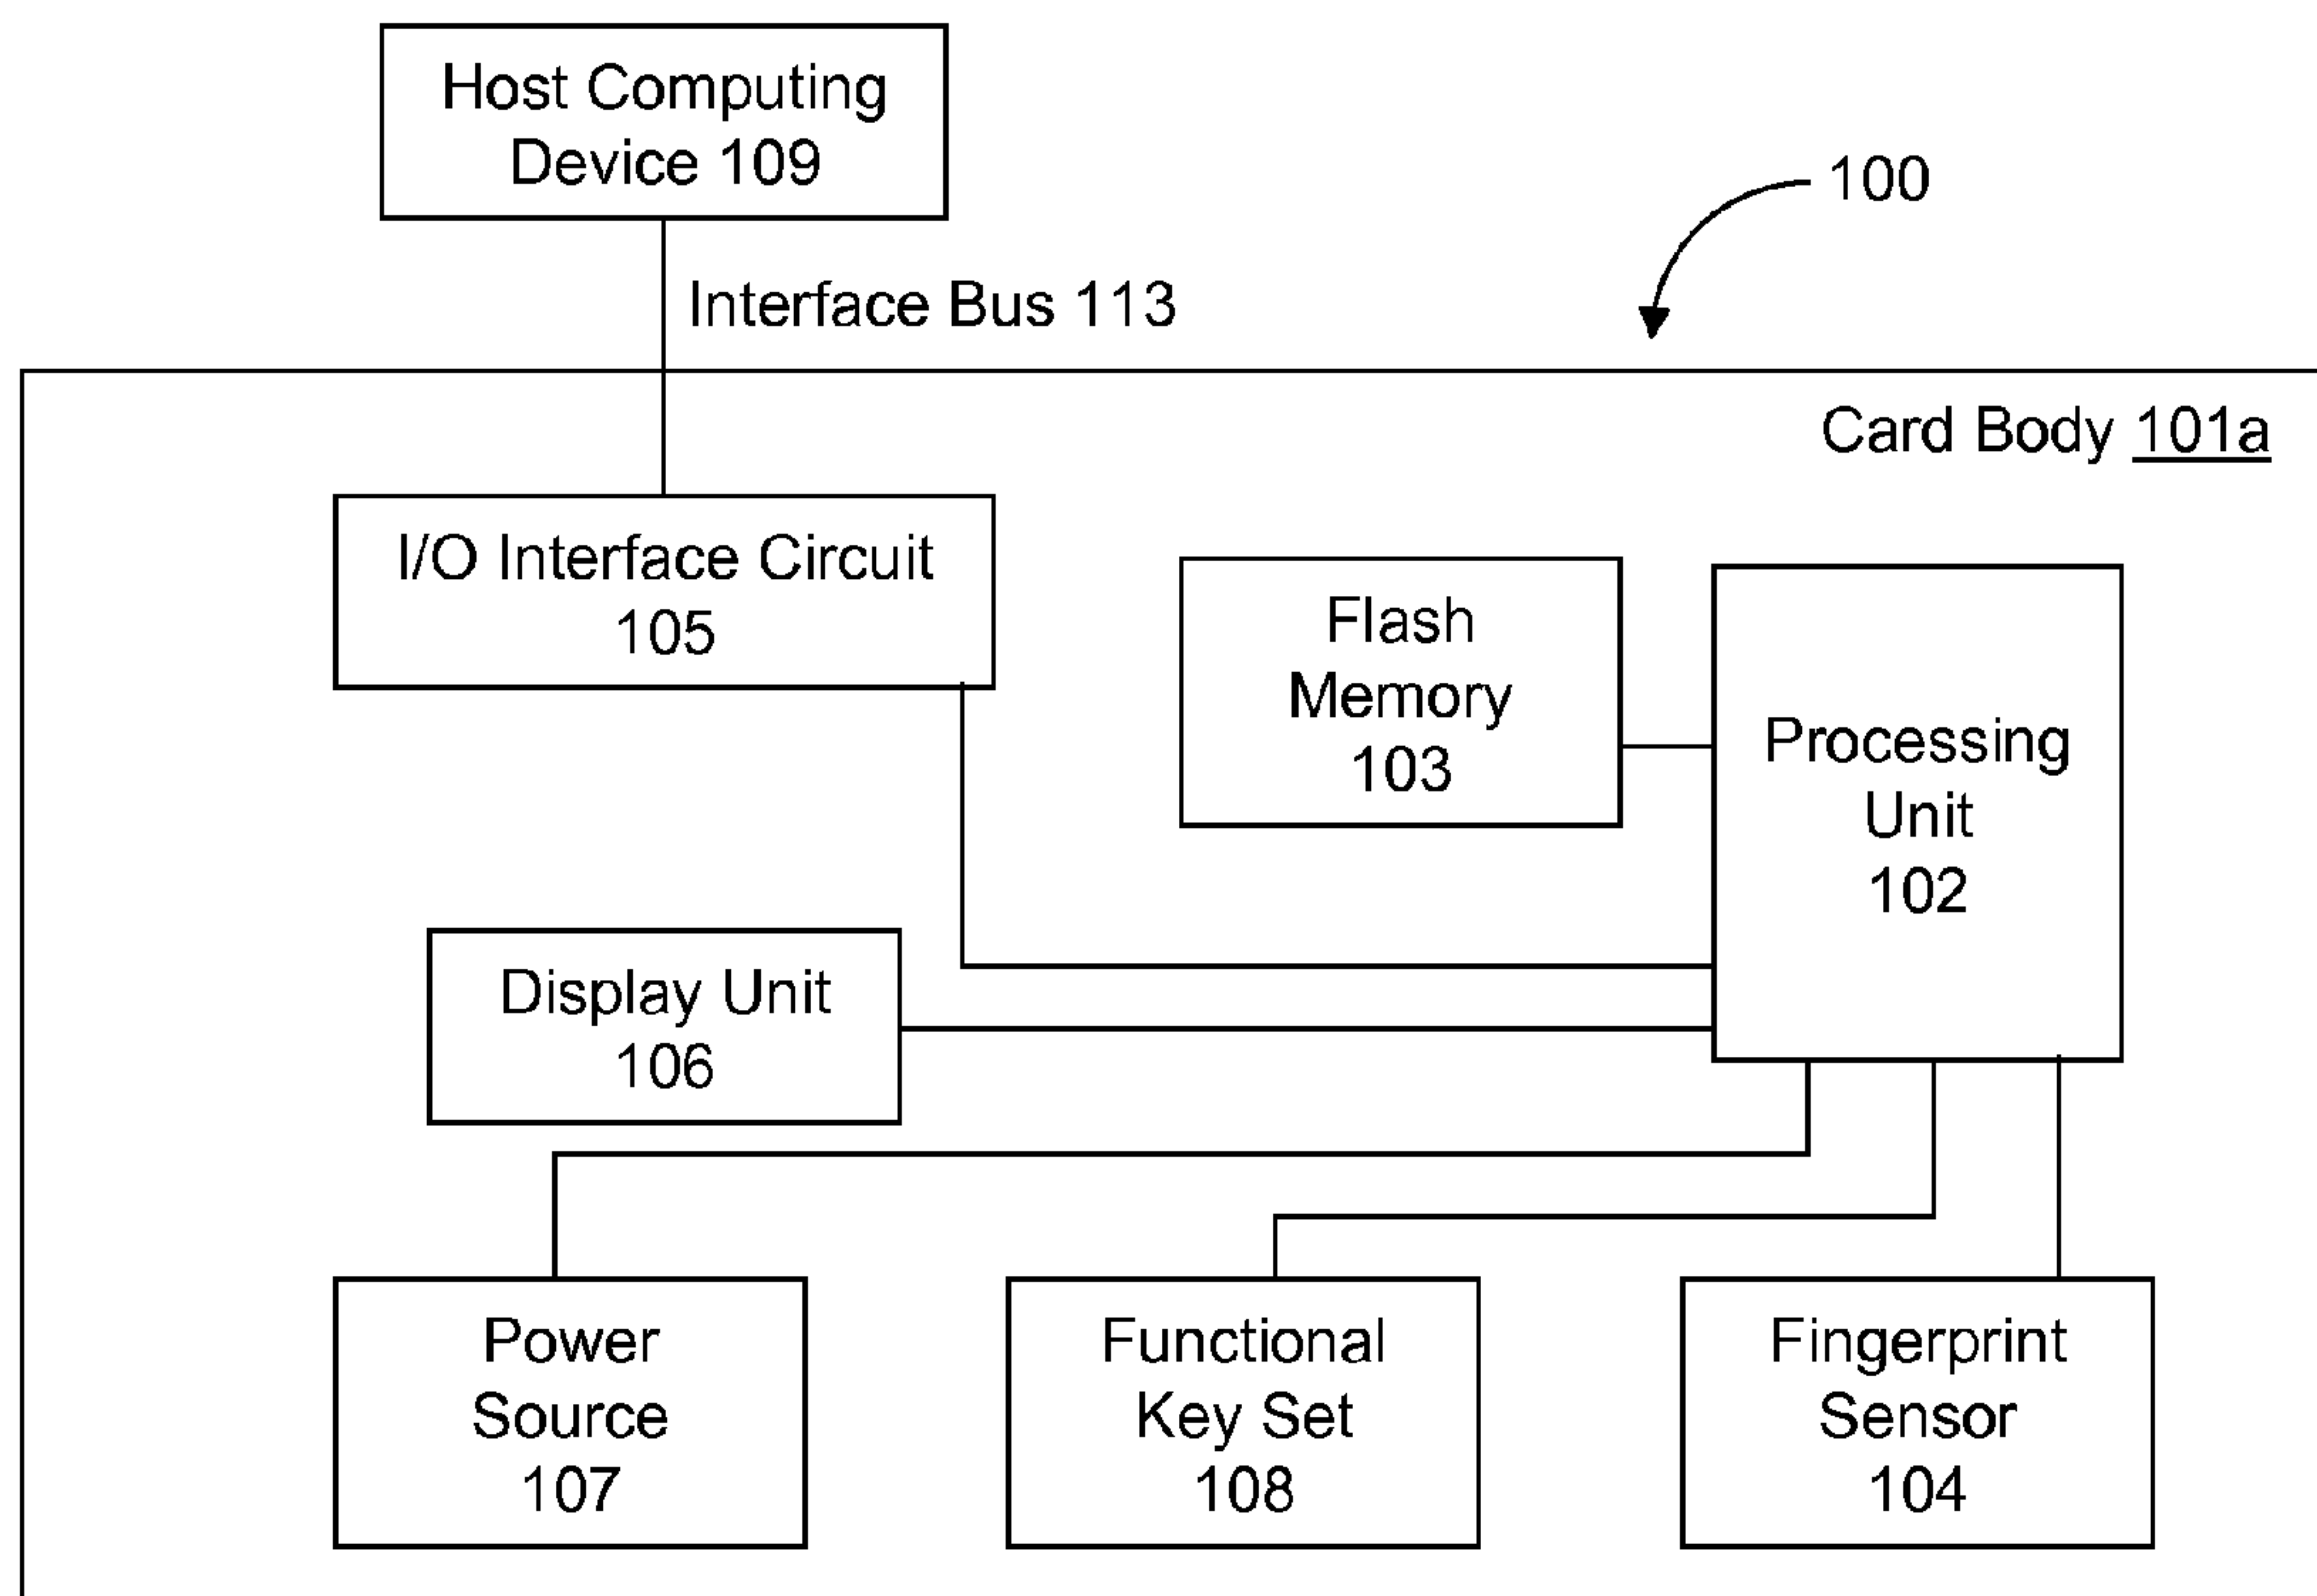 Host Computing
Device 109
100
Interface Bus 113
Card Body 101a
I/O Interface Circuit
105
Flash
Memory
103
Processing
Unit
102
Display Unit
106
Power
Source
107
Functional
Key Set
108
Fingerprint
Sensor
104